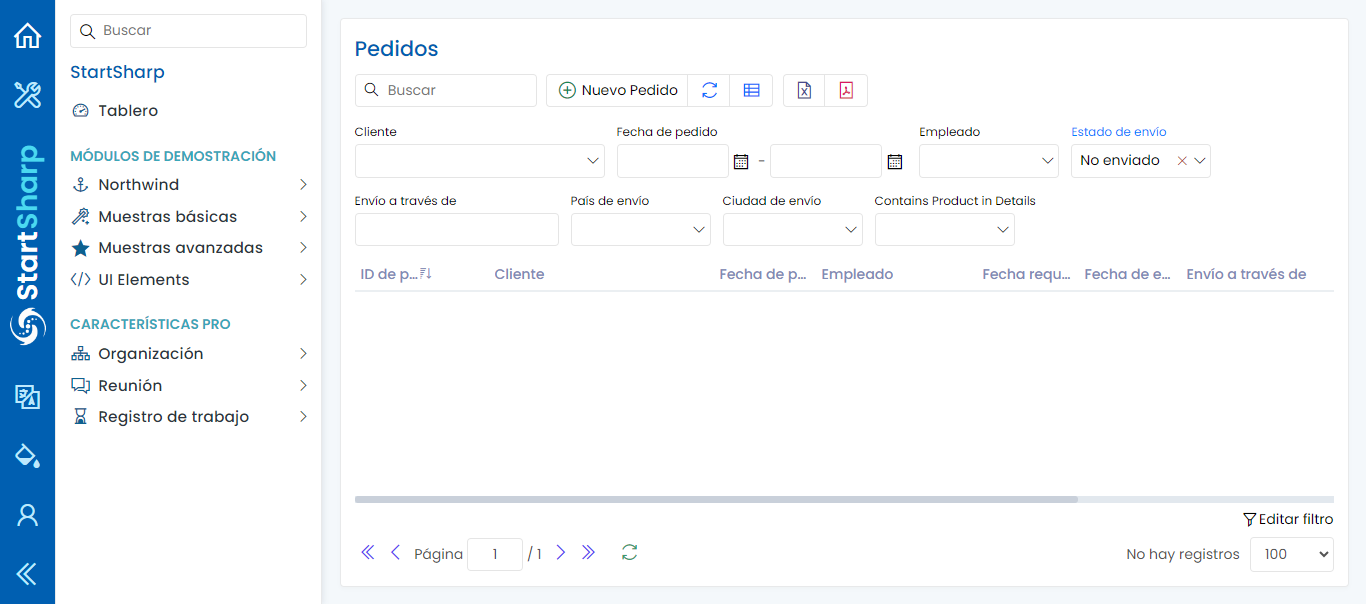 StartSharp
Buscar
StartSharp
Tablero
MÓDULOS DE DEMOSTRACIÓN
Northwind
Muestras básicas
Muestras avanzadas
UI Elements
CARACTERÍSTICAS PRO
Organización
Reunión
Registro de trabajo
Pedidos
Buscar
Nuevo Pedido
Cliente Fecha de pedido Empleado Estado de envío
- No enviado
Envío a través de País de envío Ciudad de envío Contains Product in Details
ID de p... Cliente Fecha de p... Empleado Fecha requ... Fecha de e... Envío a través de
Editar filtro
Página 1 / 1 No hay registros 100